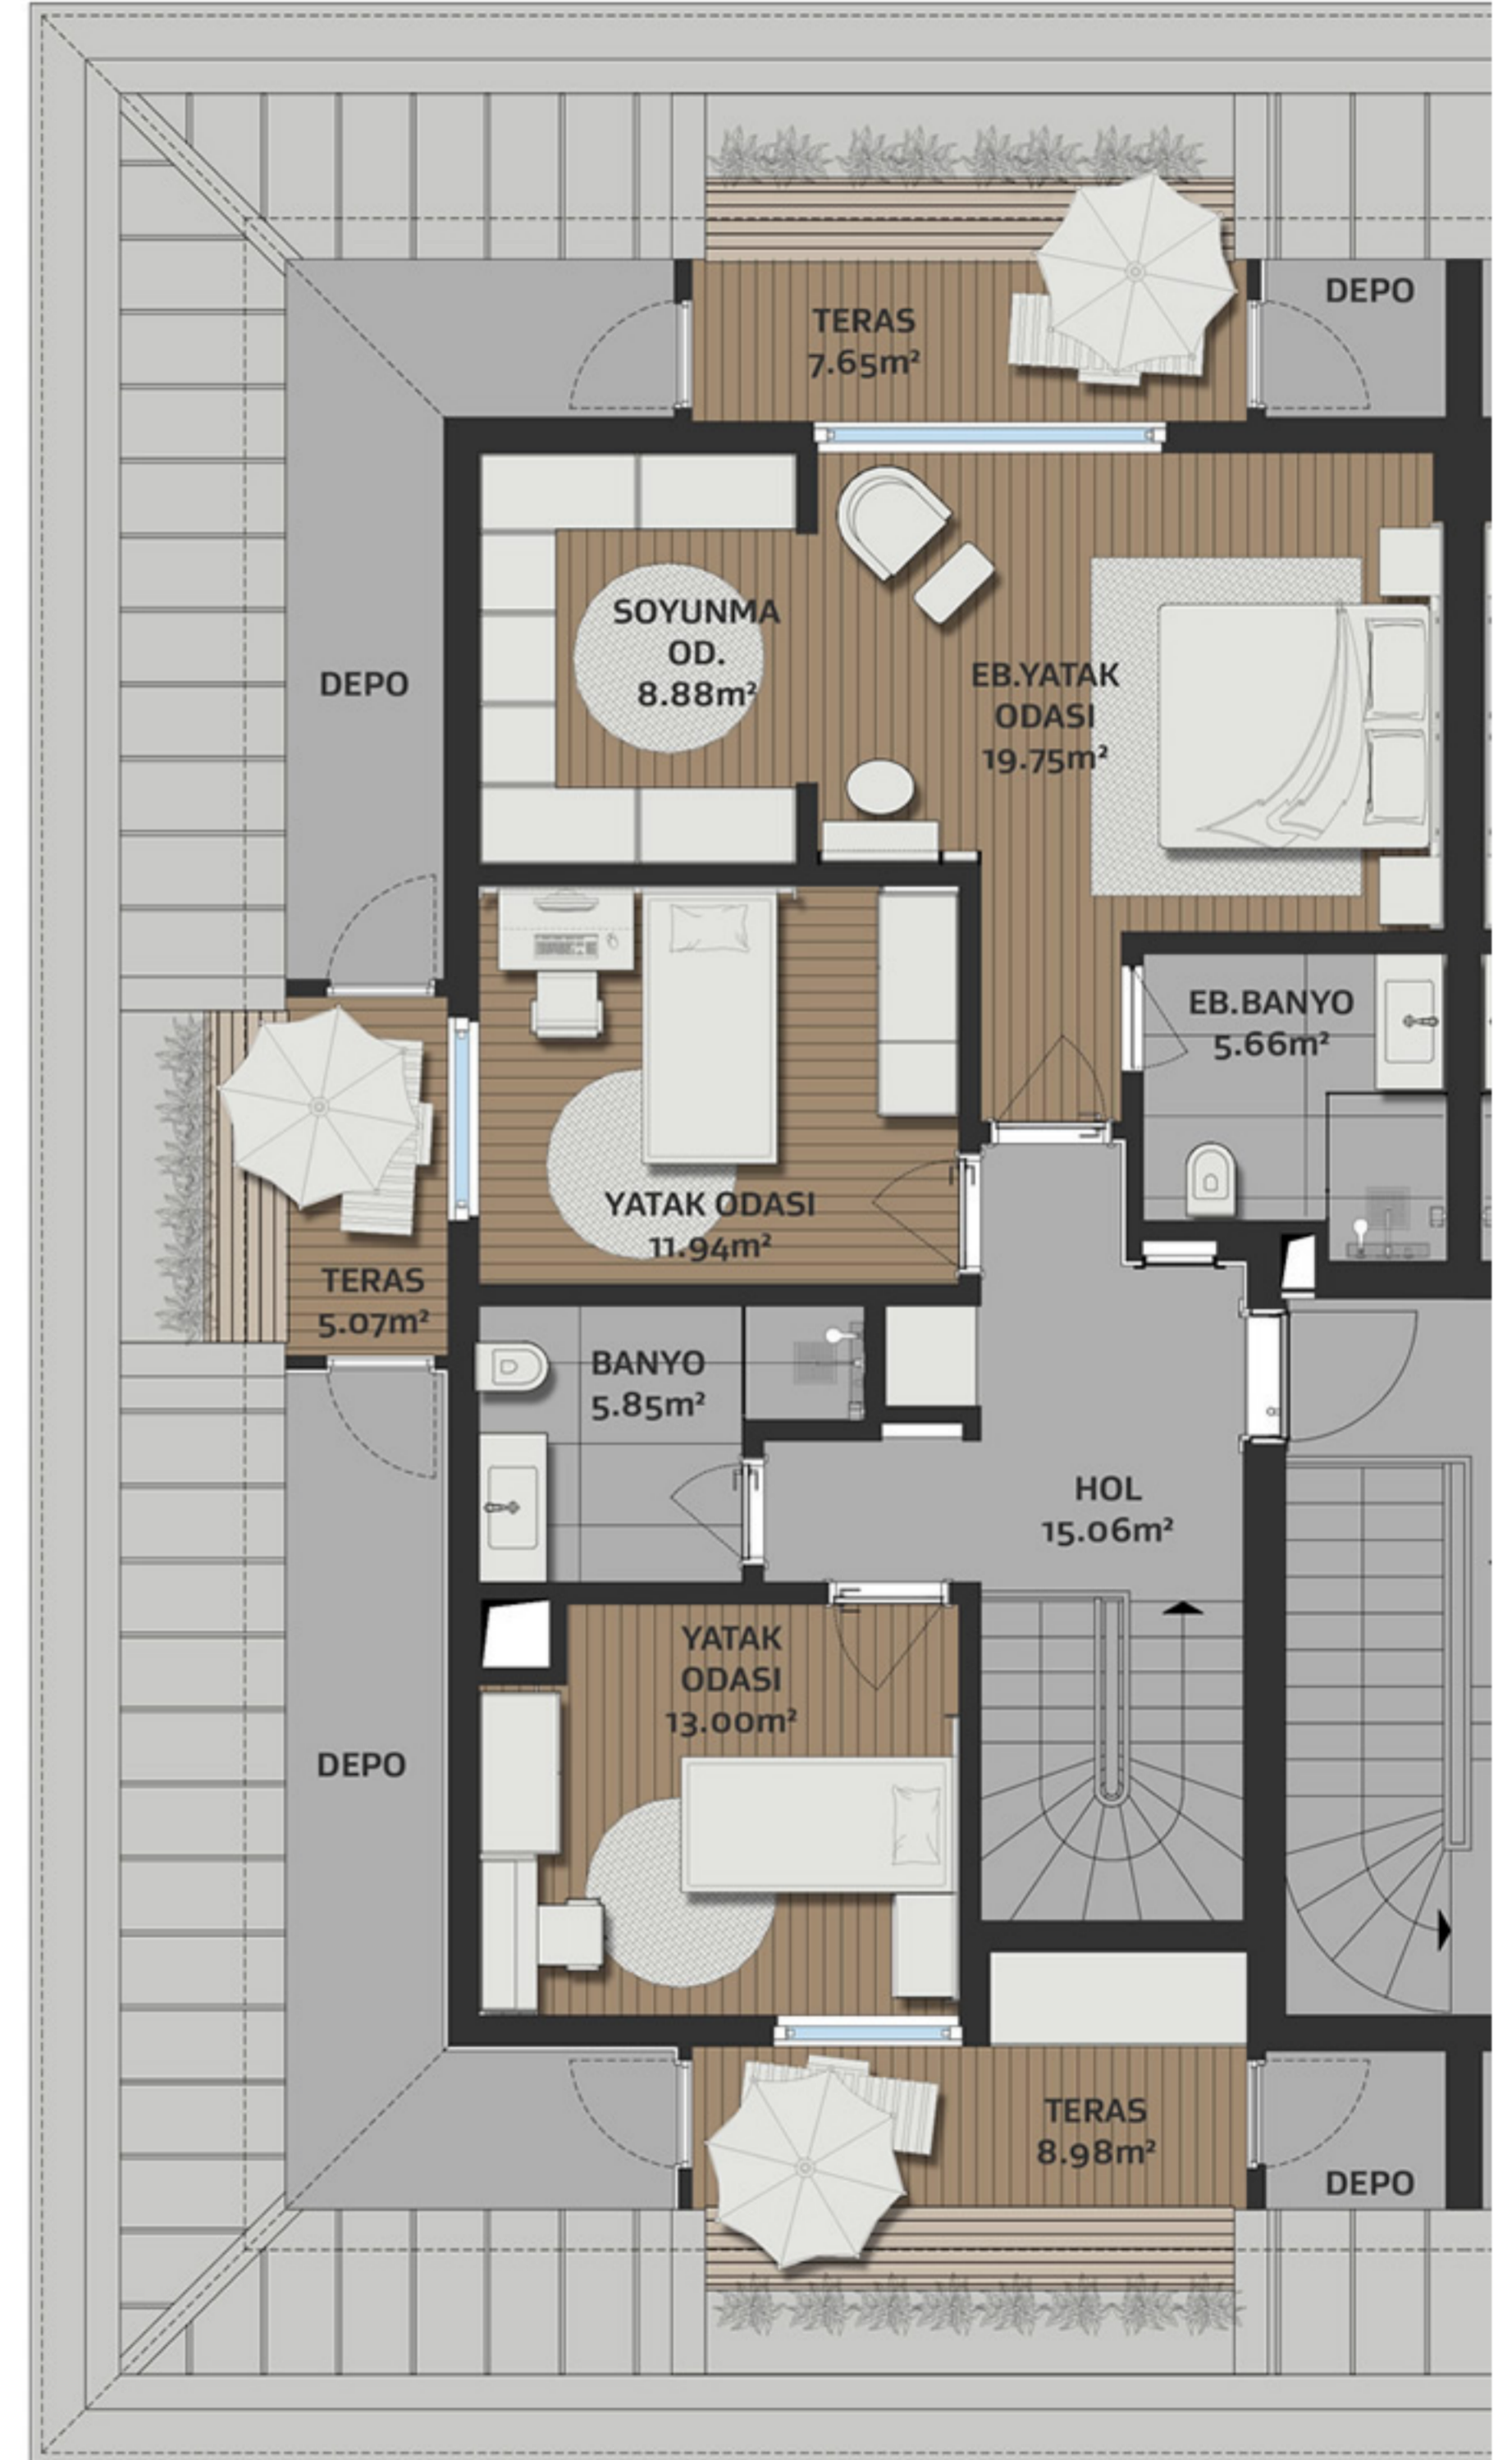 DEPO
TERAS
7.65m²
SOYUNMA
OD.
8.88m²
DEPO
EB.YATAK
ODASI
19.75m²
EB.BANYO
5.66m²
YATAK ODASI
11.94m²
TERAS
5.07m²
BANYO
5.85m²
HOL
15.06m²
YATAK
ODASI
13.00m²
DEPO
TERAS
8.98m²
DEPO